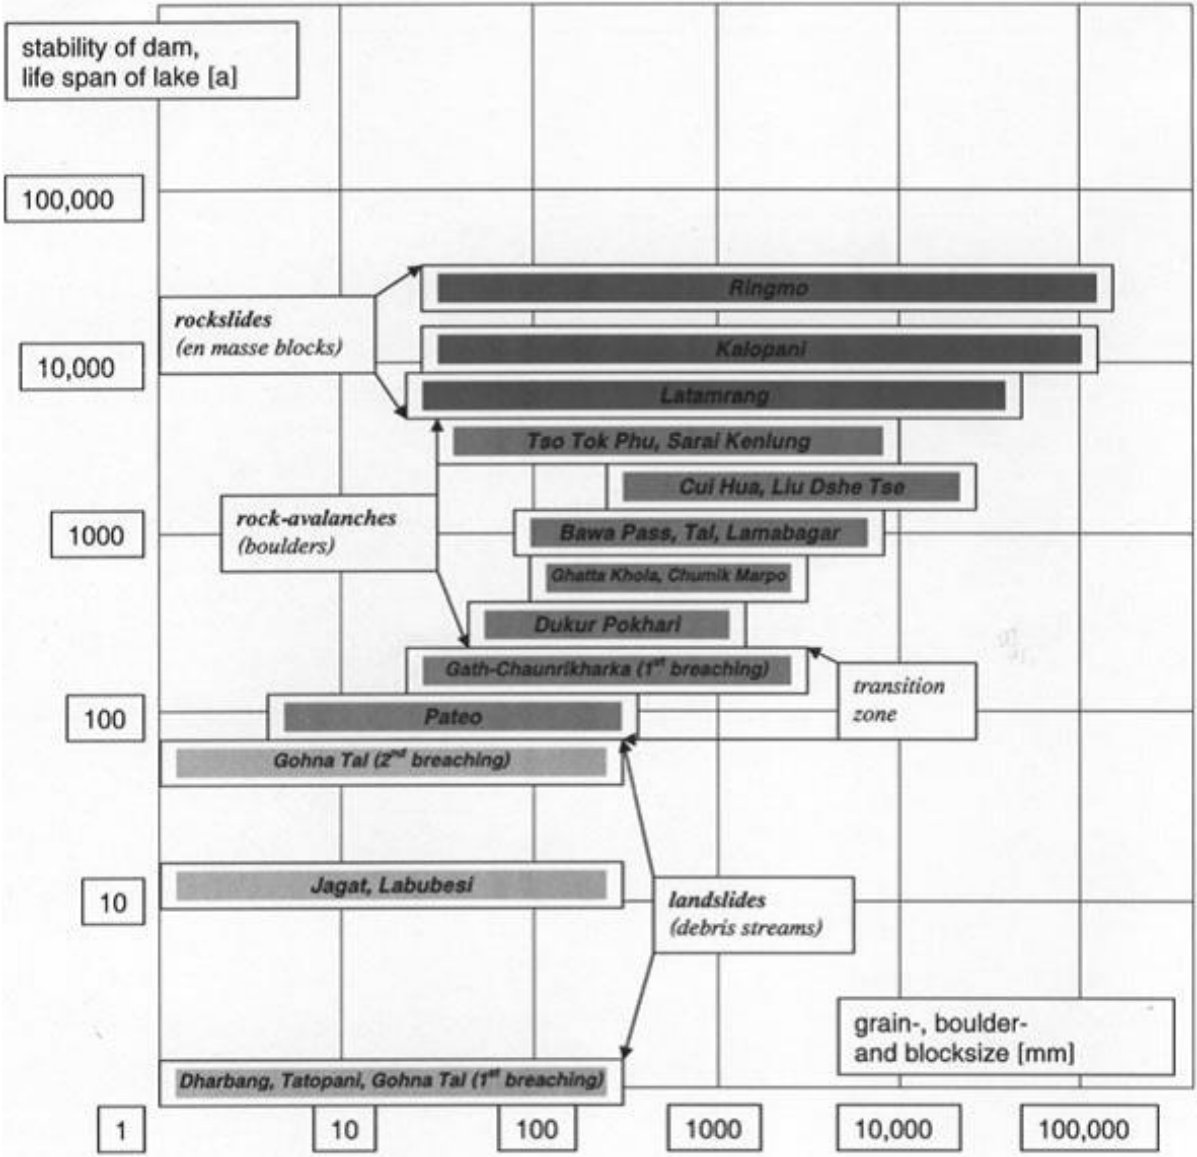 stability of dam,
life span of lake [a]
100,000
Ringmo
rockslides
(en masse blocks)
Kalopani
10,000
Latamrang
Tso Tok Phu, Sarai Kenlung
Cui Hua, Liu Dshe Tse
rock-avalanches
(boulders)
1000
Bawa Pass, Tal, Lamabagar
Ghatta Khola, Chumik Marpo
Dukur Pokhari
Gath-Chaunrikharka (1st breaching)
transition
zone
100
Pateo
Gohna Tal (2nd breaching)
Jagat, Labubesi
10
landslides
(debris streams)
grain-, boulder-
and blocksize [mm]
Dharbang, Tatopani, Gohna Tal (1st breaching)
1
10
100
1000
10,000
100,000